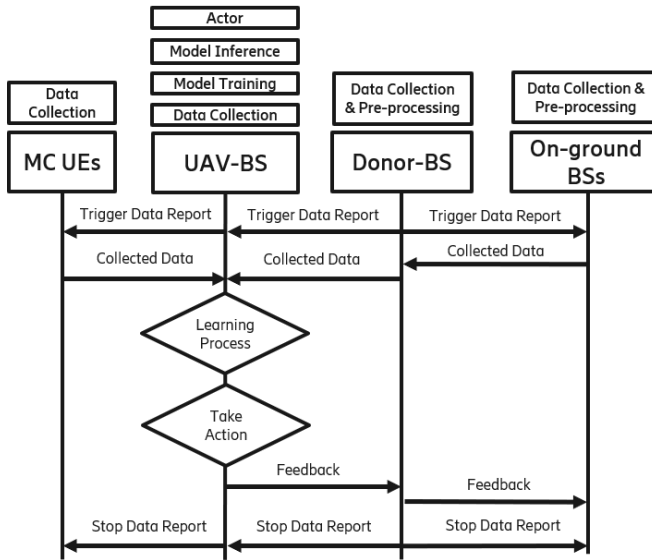 Actor
Model Inference
Model Training
Data Collection
Data
Collection
Data Collection
& Pre-processing
Data Collection &
Pre-processing
MC UEs
UAV-BS
Donor-BS
On-ground
BSs
Trigger Data Report
Trigger Data Report
Trigger Data Report
Collected Data
Collected Data
Collected Data
Learning
Process
Take
Action
Feedback
Feedback
Stop Data Report
Stop Data Report
Stop Data Report